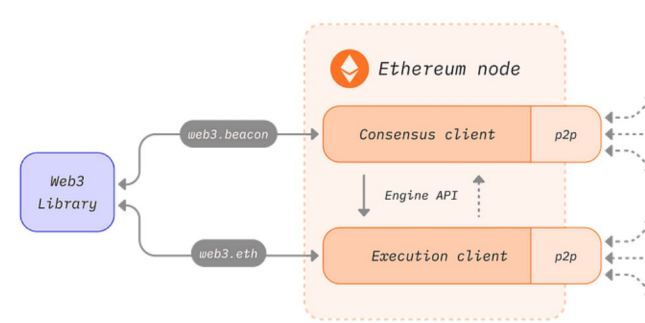 Ethereum node
web3.beacon
Consensus client
p2p
Web3
Library
Engine API
web3.eth
Execution client
p2p